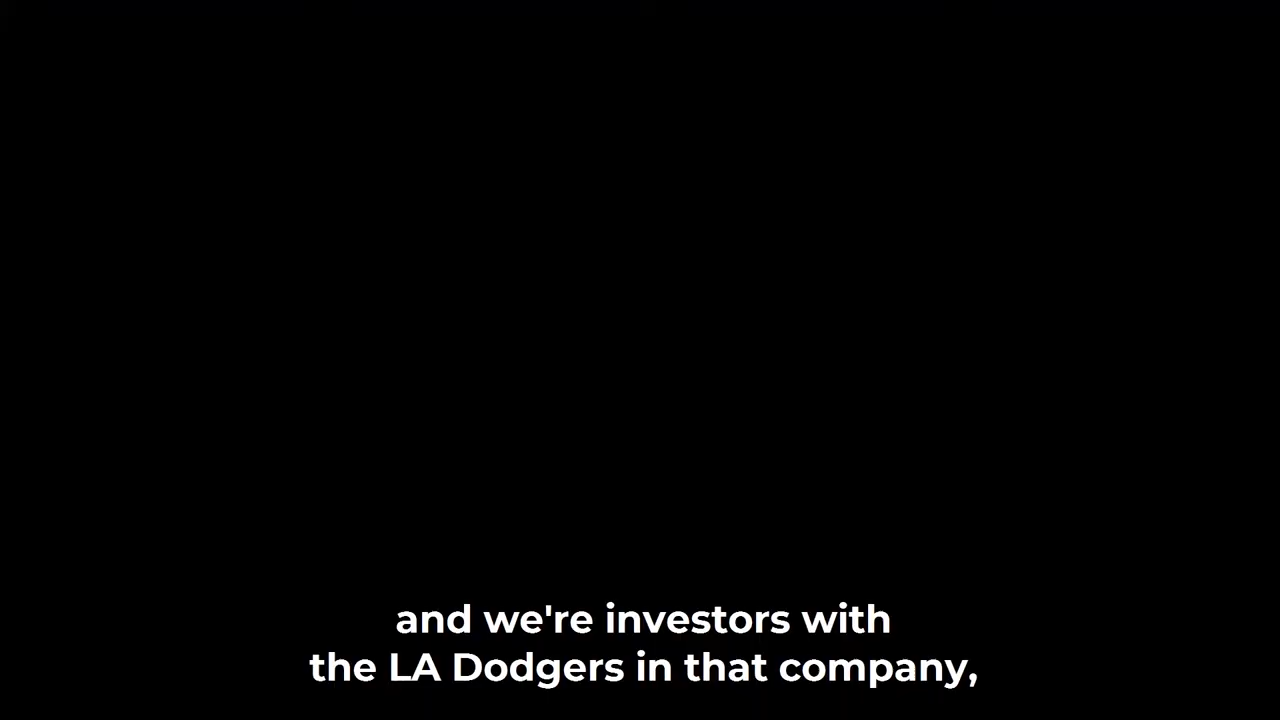 and we're investors with
the LA Dodgers in that company,